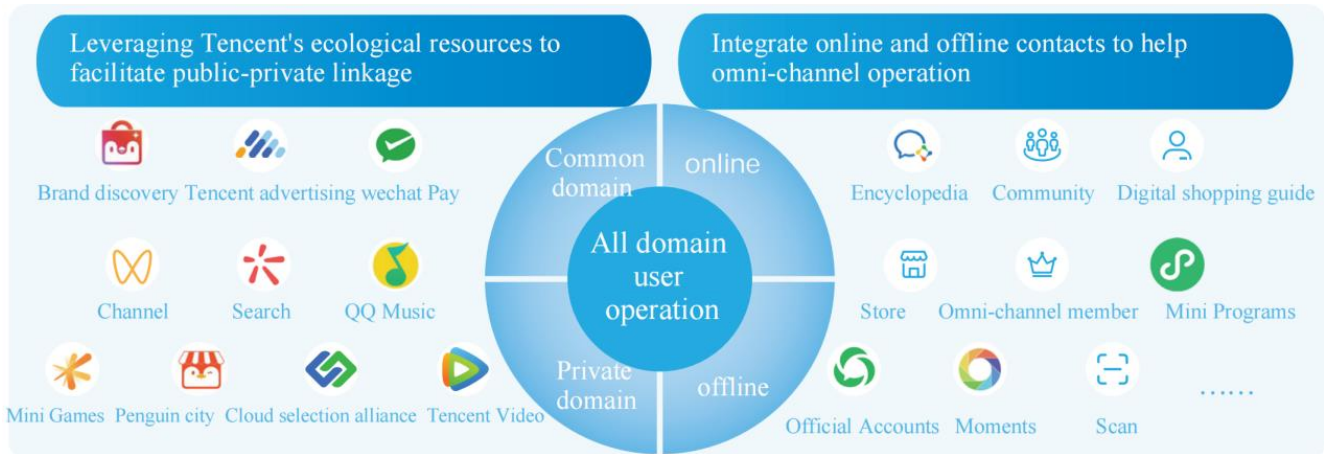 Leveraging Tencent's ecological resources to
facilitate public-private linkage
Integrate online and offline contacts to help
omni-channel operation
Brand discovery
Tencent advertising
wechat Pay
Channel
Search
QQ Music
Mini Games
Penguin city
Cloud selection alliance
Tencent Video
Common
domain
online
All domain
user
operation
Private
domain
offline
Encyclopedia
Community
Digital shopping guide
Store
Omni-channel member
Mini Programs
Official Accounts
Moments
Scan
……